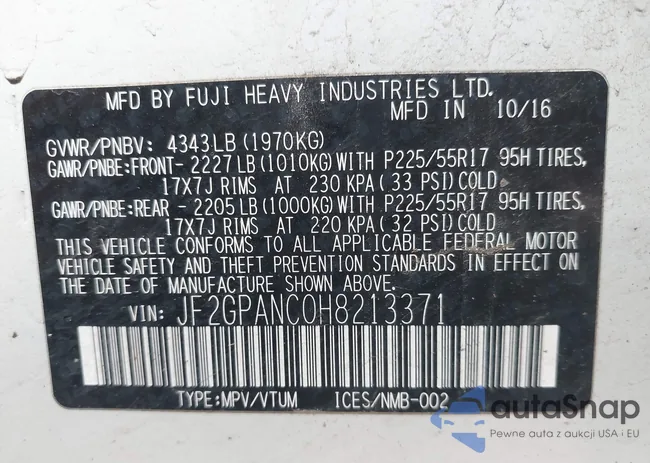 MFD BY FUJI HEAVY INDUSTRIES LTD.
MFD IN 10/16
GVWR/PNBV: 4343LB (1970KG)
GAWR/PNBE:FRONT- 2227LB (1010KG) WITH P225/55R17 95H TIRES,
17X7J RIMS AT 230 KPA (33 PSI) COLD
GAWR/PNBE:REAR - 2205LB (1000KG) WITH P225/55R17 95H TIRES,
17X7J RIMS AT 220 KPA (32 PSI) COLD
THIS VEHICLE CONFORMS TO ALL APPLICABLE FEDERAL MOTOR
VEHICLE SAFETY AND THEFT PREVENTION STANDARDS IN EFFECT ON
THE DATE OF MANUFACTURE SHOWN ABOVE.
VIN: JF2GPANC0H8213371
TYPE:MPV/VTUM ICES/NMB-002
autoSnap
Pewne auta z aukcji USA i EU